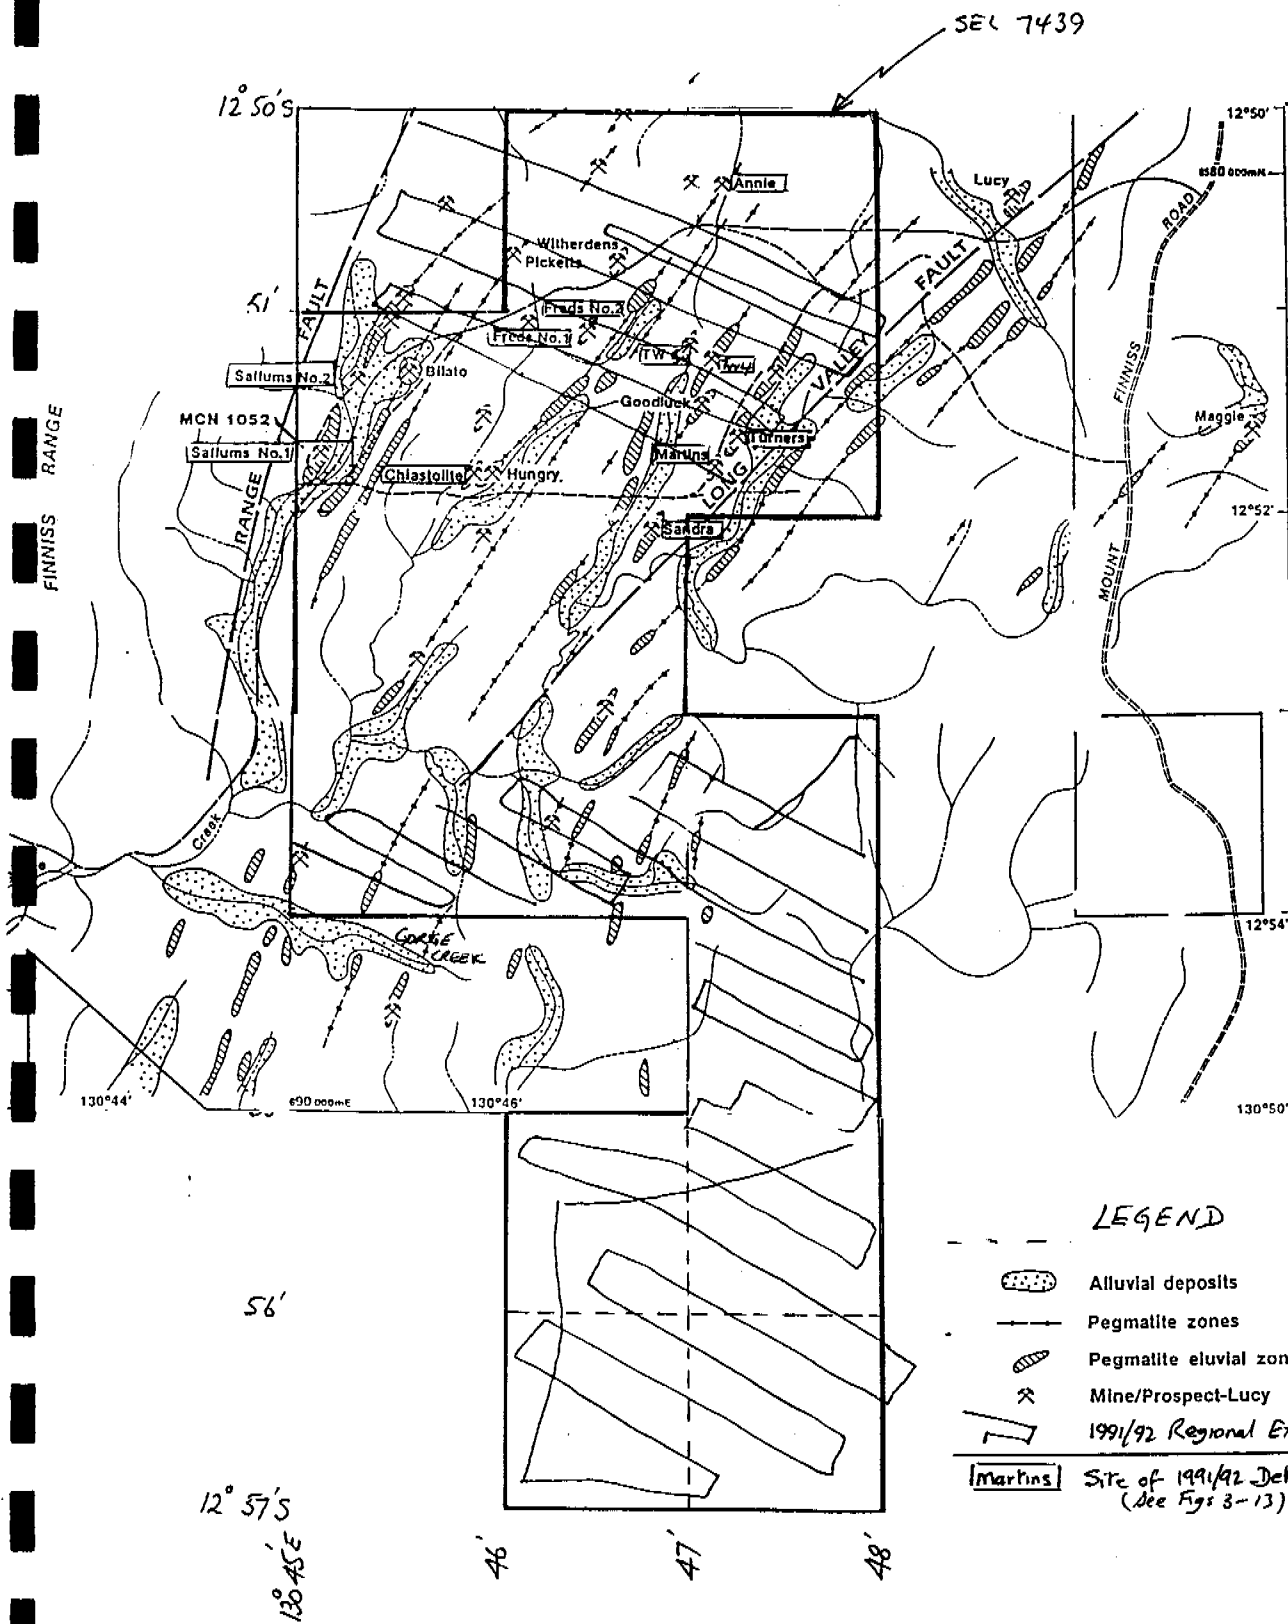 SEL 7439
12° 50'S
12°50'
8580 000mN
Lucy
Annie
ROAD
Witherdens
Picketts
FAULT
51'
FAULT
Freds No.2
Freds No.1
TW
VALLEY
FINNISS
Sallums No.2
Bilato
Goodluck
MCN 1052
Maggie
Turners
Sallums No.1
Martins
RANGE
Chiastolite
Hungry
LONG
RANGE
12°52'
FINNISS
Sandra
MOUNT
Creek
12°54'
GORGE
CREEK
130°44'
690 000mE
130°46'
130°50'
LEGEND
Alluvial deposits
56'
Pegmatite zones
Pegmatite eluvial zon
Mine/Prospect-Lucy
1991/92 Regional Ex
Martins
Site of 1991/92 Det
(See Figs 3-13)
12° 57'S
130° 45'E
46'
47'
48'